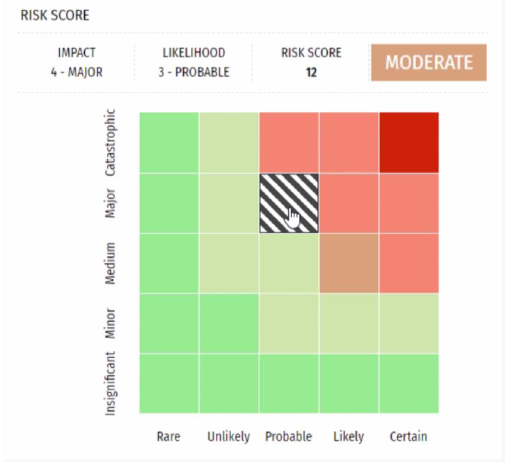 RISK SCORE
IMPACT
4 - MAJOR
LIKELIHOOD
3 - PROBABLE
RISK SCORE
12
MODERATE
Catastrophic
Major
Medium
Minor
Insignificant
Rare Unlikely Probable Likely Certain